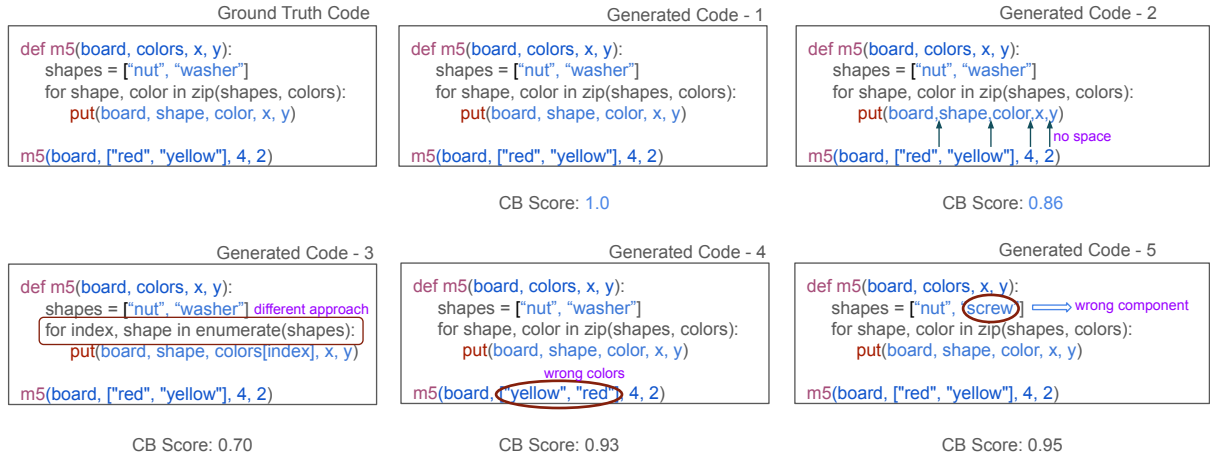 Ground Truth Code
def m5(board, colors, x, y):
shapes = [“nut”, “washer”]
for shape, color in zip(shapes, colors):
put(board, shape, color, x, y)
m5(board, ["red", "yellow"], 4, 2)
Generated Code - 1
def m5(board, colors, x, y):
shapes = [“nut”, “washer”]
for shape, color in zip(shapes, colors):
put(board, shape, color, x, y)
m5(board, ["red", "yellow"], 4, 2)
CB Score: 1.0
Generated Code - 2
def m5(board, colors, x, y):
shapes = [“nut”, “washer”]
for shape, color in zip(shapes, colors):
put(board,shape,color,x,y)
no space
m5(board, ["red", "yellow"], 4, 2)
CB Score: 0.86
Generated Code - 3
def m5(board, colors, x, y):
shapes = [“nut”, “washer”] different approach
for index, shape in enumerate(shapes):
put(board, shape, colors[index], x, y)
m5(board, ["red", "yellow"], 4, 2)
CB Score: 0.70
Generated Code - 4
def m5(board, colors, x, y):
shapes = [“nut”, “washer”]
for shape, color in zip(shapes, colors):
put(board, shape, color, x, y)
wrong colors
m5(board, ["yellow", "red"], 4, 2)
CB Score: 0.93
Generated Code - 5
def m5(board, colors, x, y):
shapes = [“nut”, “screw”] wrong component
for shape, color in zip(shapes, colors):
put(board, shape, color, x, y)
m5(board, ["red", "yellow"], 4, 2)
CB Score: 0.95